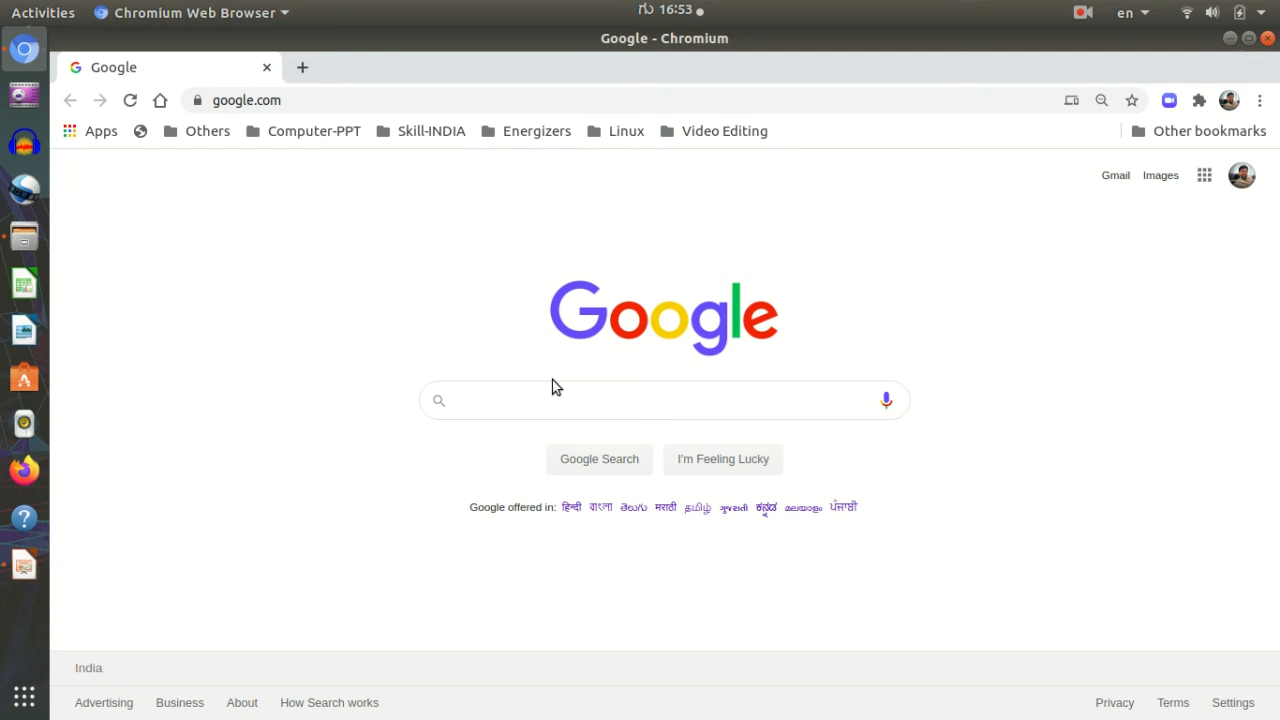 Activities Chromium Web Browser 16:53 en
Google - Chromium
Google
google.com
Apps Others Computer-PPT Skill-INDIA Energizers Linux Video Editing Other bookmarks
Gmail Images
Google
Google Search I'm Feeling Lucky
Google offered in: हिन्दी বাংলা తెలుగు मराठी தமிழ் ગુજરાતી ಕನ್ನಡ മലയാളം ਪੰਜਾਬੀ
India
Advertising Business About How Search works Privacy Terms Settings